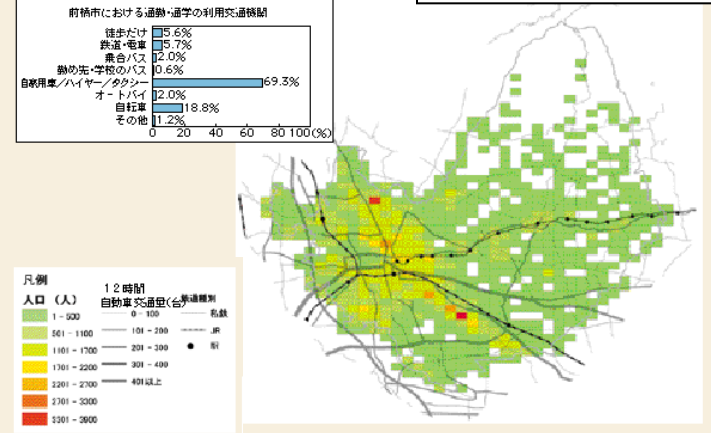 前橋市における通勤・通学の利用交通機関
徒歩だけ 5.6%
鉄道・電車 5.7%
乗合バス 2.0%
勤め先・学校のバス 0.6%
自家用車/ハイヤー/タクシー 69.3%
オートバイ 2.0%
自転車 18.8%
その他 1.2%
0 20 40 60 80 100(%)
凡例
人口 (人)
1 - 500
501 - 1100
1101 - 1700
1701 - 2200
2201 - 2700
2701 - 3300
3301 - 3900
12時間
自動車交通量(台)
0 - 100
101 - 200
201 - 300
301 - 400
401以上
鉄道種別
私鉄
JR
駅